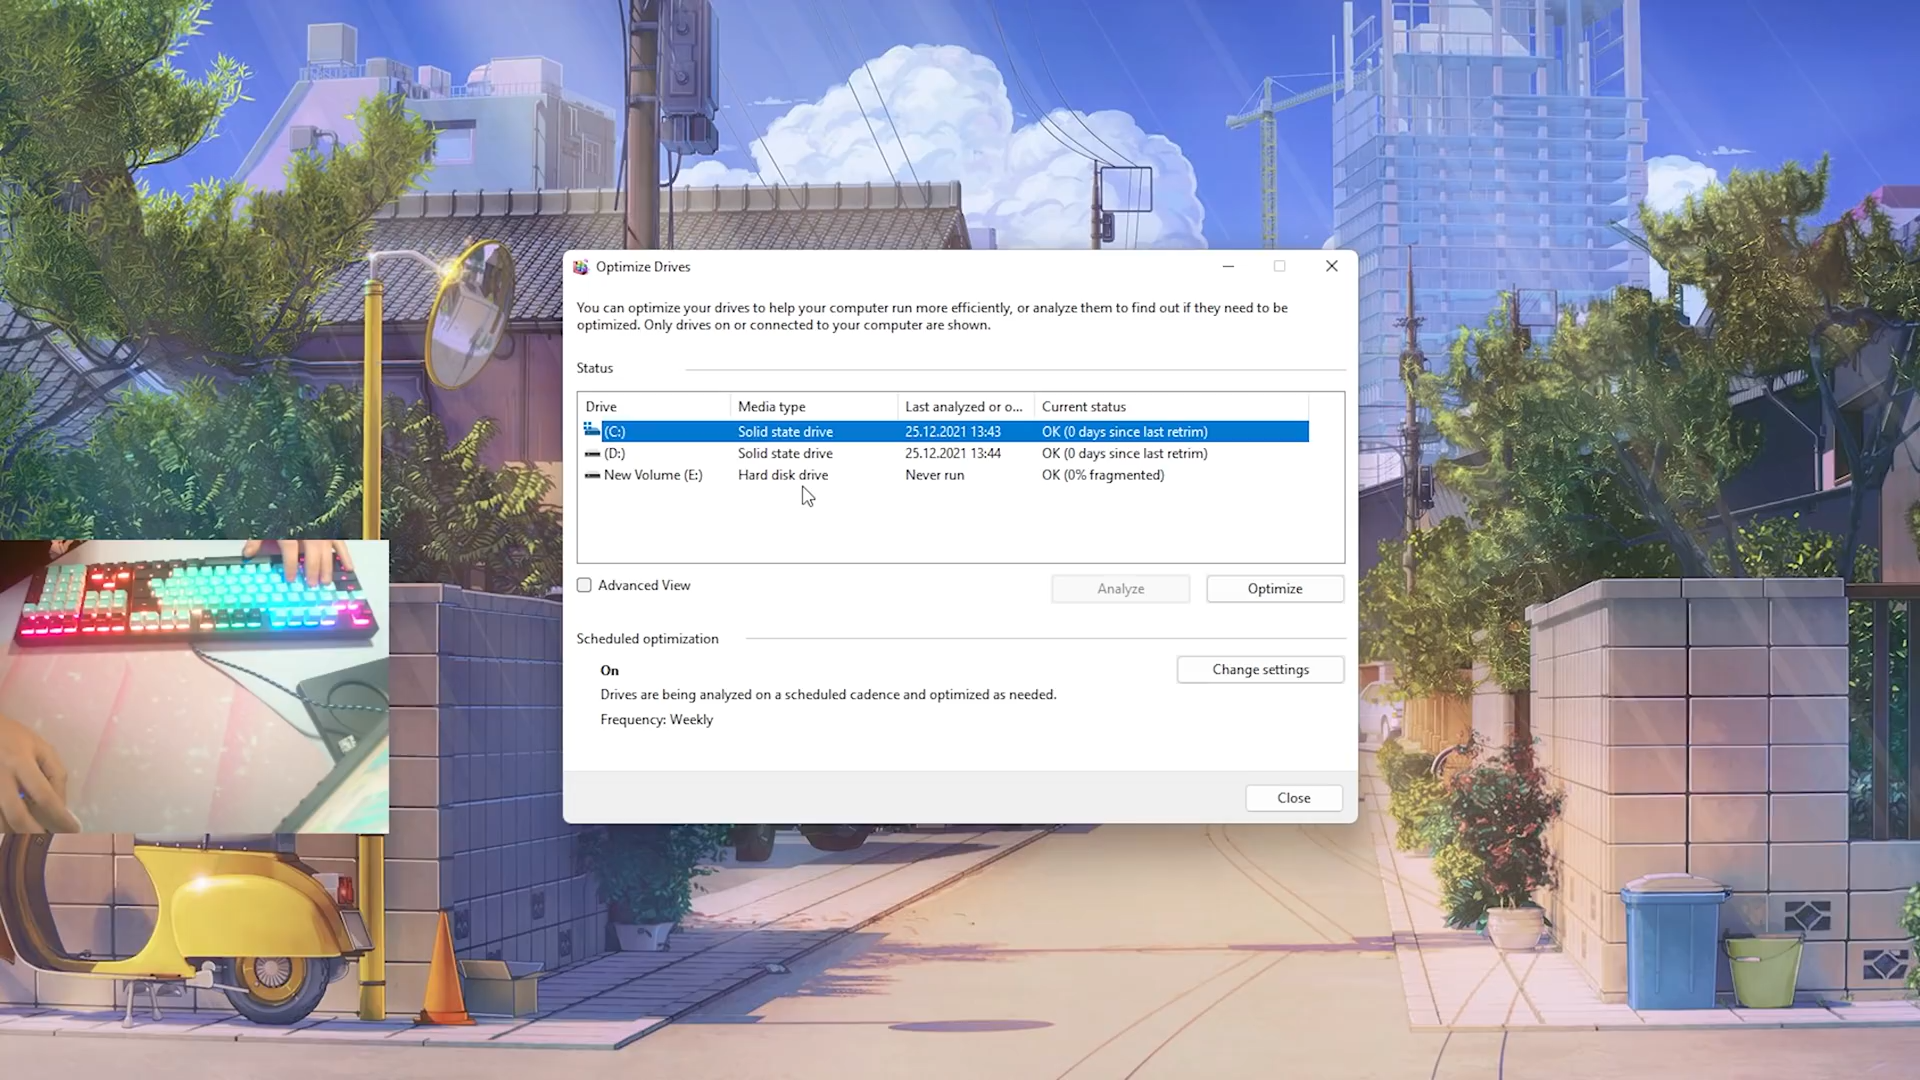 Optimize Drives
You can optimize your drives to help your computer run more efficiently, or analyze them to find out if they need to be
optimized. Only drives on or connected to your computer are shown.
Status
Drive Media type Last analyzed or o... Current status
(C:) Solid state drive 25.12.2021 13:43 OK (0 days since last retrim)
(D:) Solid state drive 25.12.2021 13:44 OK (0 days since last retrim)
New Volume (E:) Hard disk drive Never run OK (0% fragmented)
Advanced View Analyze Optimize
Scheduled optimization
On Change settings
Drives are being analyzed on a scheduled cadence and optimized as needed.
Frequency: Weekly
Close